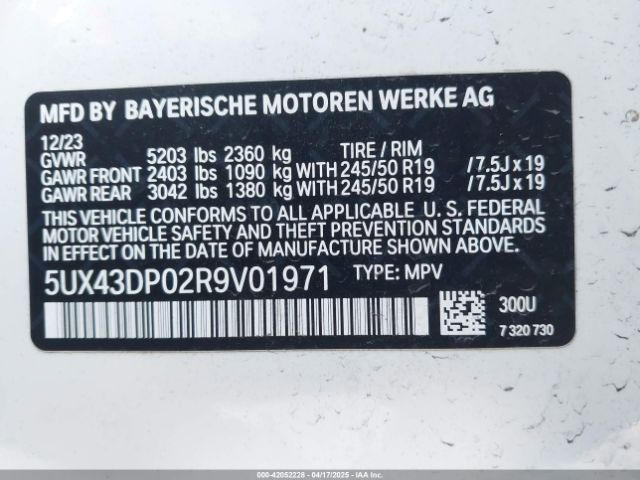 MFD BY BAYERISCHE MOTOREN WERKE AG
12/23 TIRE / RIM
GVWR 5203 lbs 2360 kg
GAWR FRONT 2403 lbs 1090 kg WITH 245/50 R19 / 7.5J x 19
GAWR REAR 3042 lbs 1380 kg WITH 245/50 R19 / 7.5J x 19
THIS VEHICLE CONFORMS TO ALL APPLICABLE U. S. FEDERAL
MOTOR VEHICLE SAFETY AND THEFT PREVENTION STANDARDS
IN EFFECT ON THE DATE OF MANUFACTURE SHOWN ABOVE.
5UX43DP02R9V01971 TYPE: MPV
300U
7 320 730
000-42052228 - 04/17/2025 - IAAI.COM